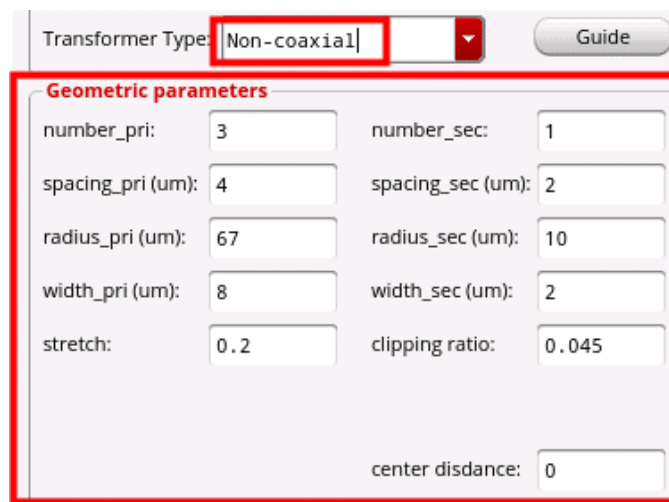 Transformer Type: Non-coaxial Guide
Geometric parameters
number_pri: 3 number_sec: 1
spacing_pri (um): 4 spacing_sec (um): 2
radius_pri (um): 67 radius_sec (um): 10
width_pri (um): 8 width_sec (um): 2
stretch: 0.2 clipping ratio: 0.045
center disdance: 0